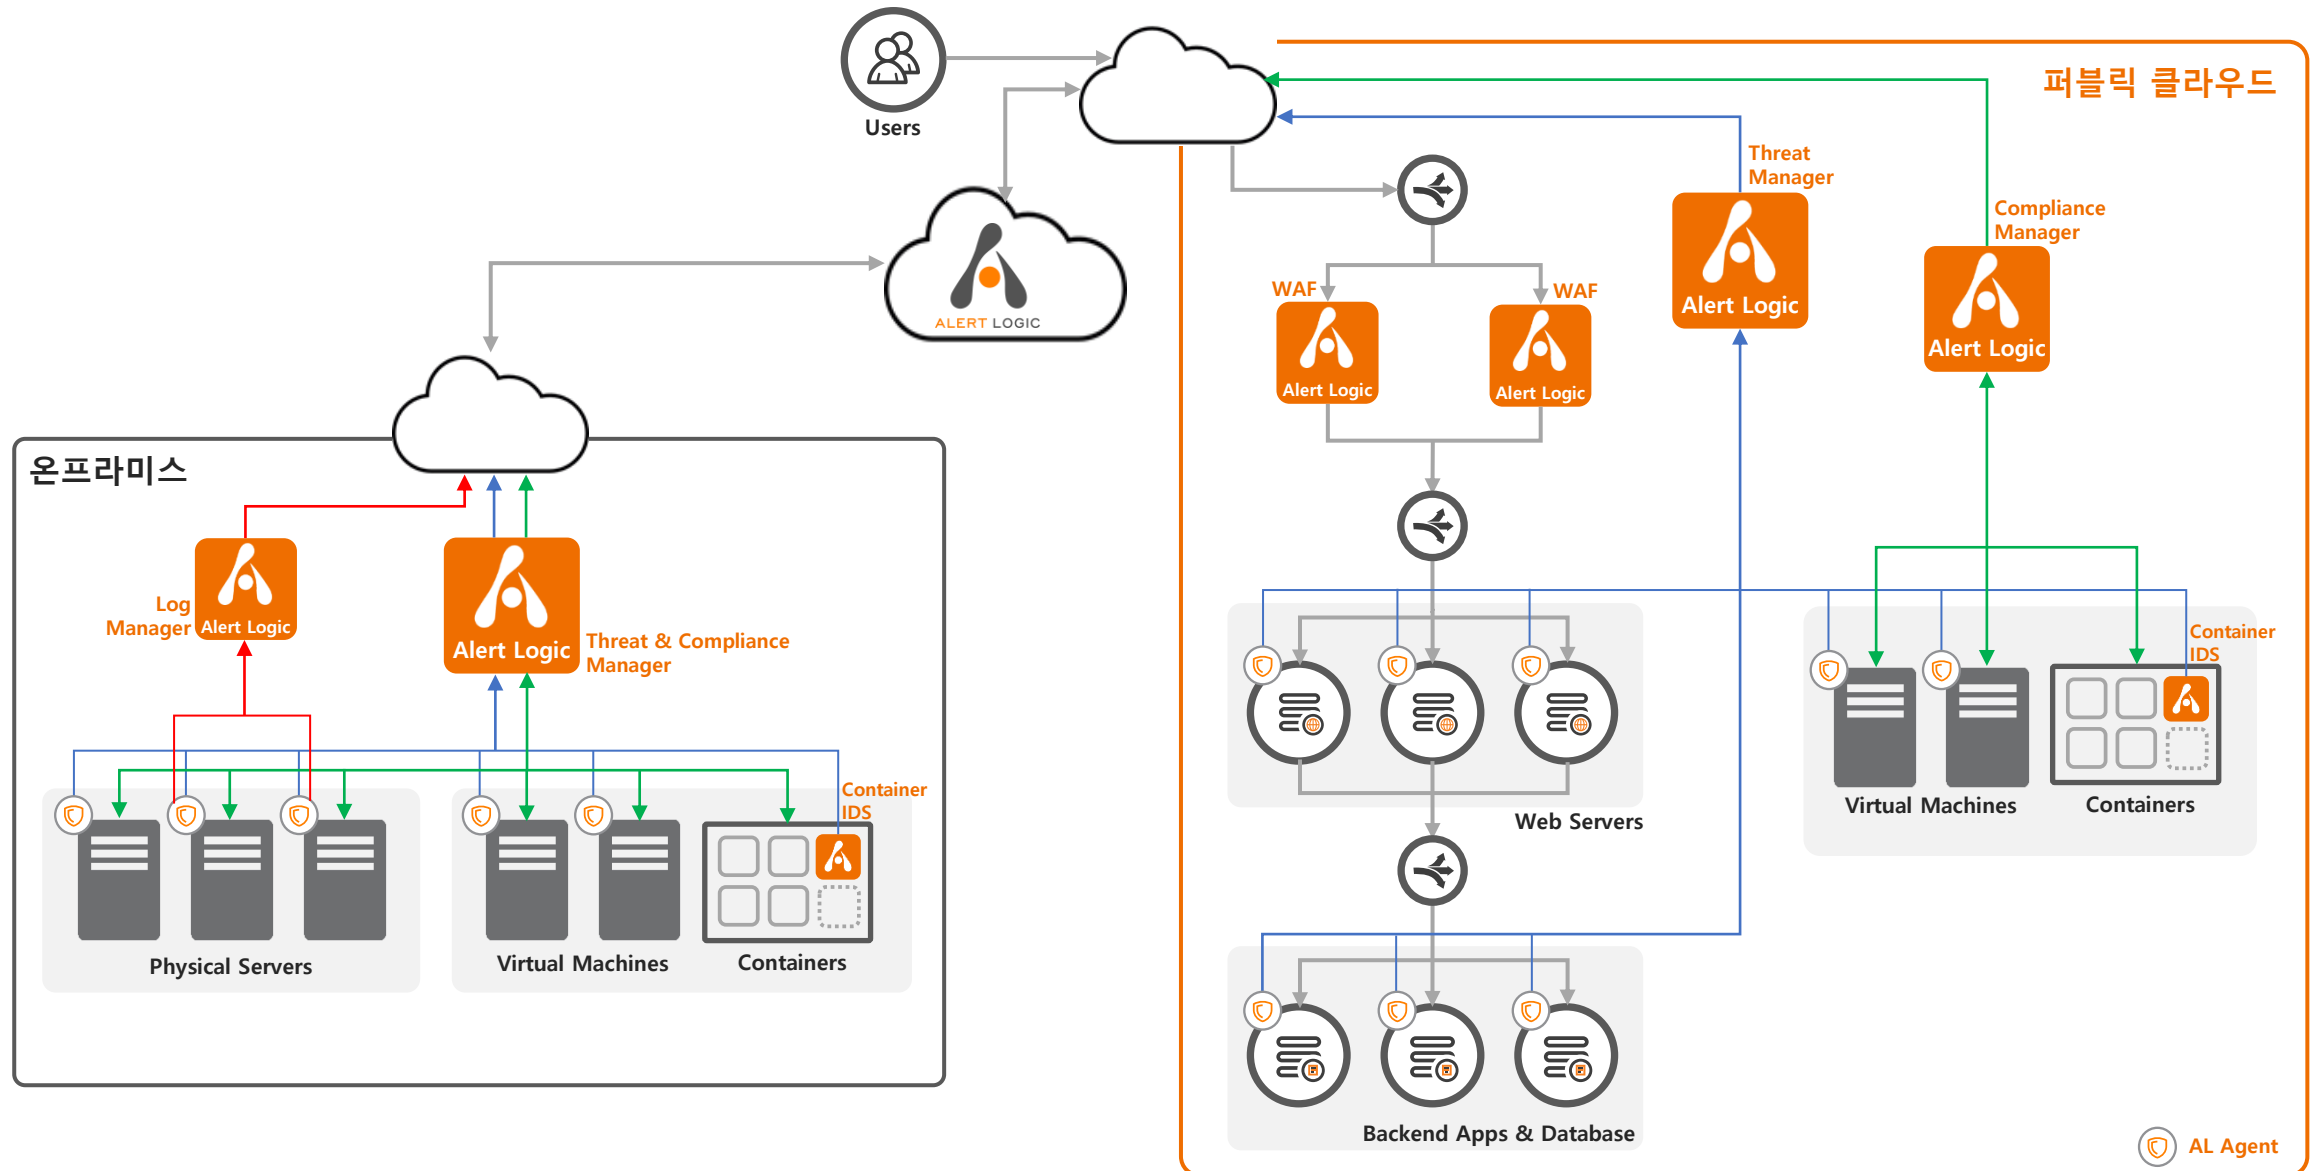 Users
퍼블릭 클라우드
Threat
Manager
Alert Logic
Compliance
Manager
Alert Logic
ALERT LOGIC
WAF
Alert Logic
WAF
Alert Logic
온프라미스
Log
Manager
Alert Logic
Alert Logic
Threat & Compliance
Manager
Container
IDS
Physical Servers
Virtual Machines
Containers
Web Servers
Container
IDS
Virtual Machines
Containers
Backend Apps & Database
AL Agent